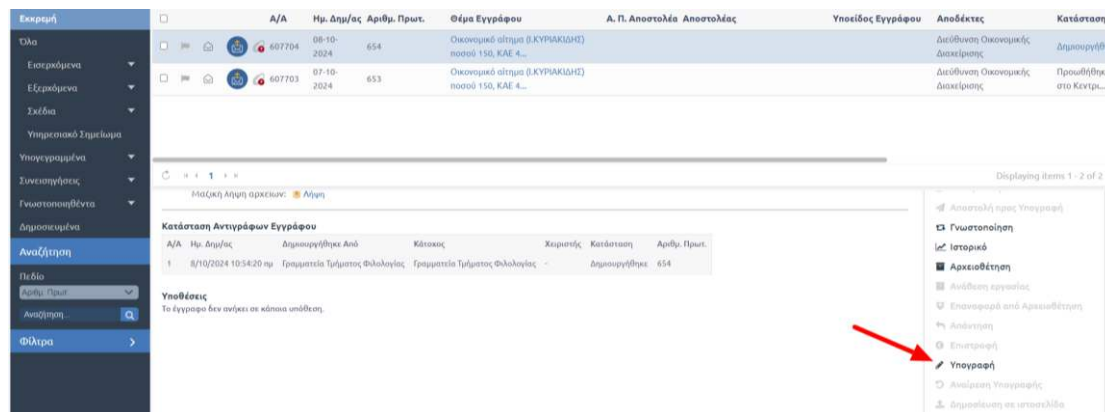 Εκκρεμή
Όλα
Εισερχόμενα
Εξερχόμενα
Σχέδια
Υπηρεσιακό Σημείωμα
Υπογεγραμμένα
Συνεισηγήσεις
Γνωστοποιηθέντα
Δημοσιευμένα
Αναζήτηση
Πεδίο
Αριθμ. Πρωτ.
Αναζήτηση...
Φίλτρα
Α/Α Ημ. Δημ/ας Αριθμ. Πρωτ. Θέμα Εγγράφου Α. Π. Αποστολέα Αποστολέας Υποείδος Εγγράφου Αποδέκτες Κατάσταση
607704 08-10-2024 654 Οικονομικό αίτημα (Ι.ΚΥΡΙΑΚΙΔΗΣ) ποσού 150, ΚΑΕ 4... Διεύθυνση Οικονομικής Διαχείρισης Δημιουργήθ
607703 07-10-2024 653 Οικονομικό αίτημα (Ι.ΚΥΡΙΑΚΙΔΗΣ) ποσού 150, ΚΑΕ 4... Διεύθυνση Οικονομικής Διαχείρισης Προωθήθηκ στο Κεντρι...
1
Displaying items 1 - 2 of 2
Μαζική Λήψη αρχείων: Λήψη
Κατάσταση Αντιγράφων Εγγράφου
Α/Α Ημ. Δημ/ας Δημιουργήθηκε Από Κάτοχος Χειριστής Κατάσταση Αριθμ. Πρωτ.
1 8/10/2024 10:54:20 πμ Γραμματεία Τμήματος Φιλολογίας Γραμματεία Τμήματος Φιλολογίας - Δημιουργήθηκε 654
Υποθέσεις
Το έγγραφο δεν ανήκει σε κάποια υπόθεση.
Αποστολή προς Υπογραφή
Γνωστοποίηση
Ιστορικό
Αρχειοθέτηση
Ανάθεση εργασίας
Επαναφορά από Αρχειοθέτηση
Απάντηση
Επιστροφή
Υπογραφή
Αναίρεση Υπογραφής
Δημοσίευση σε ιστοσελίδα